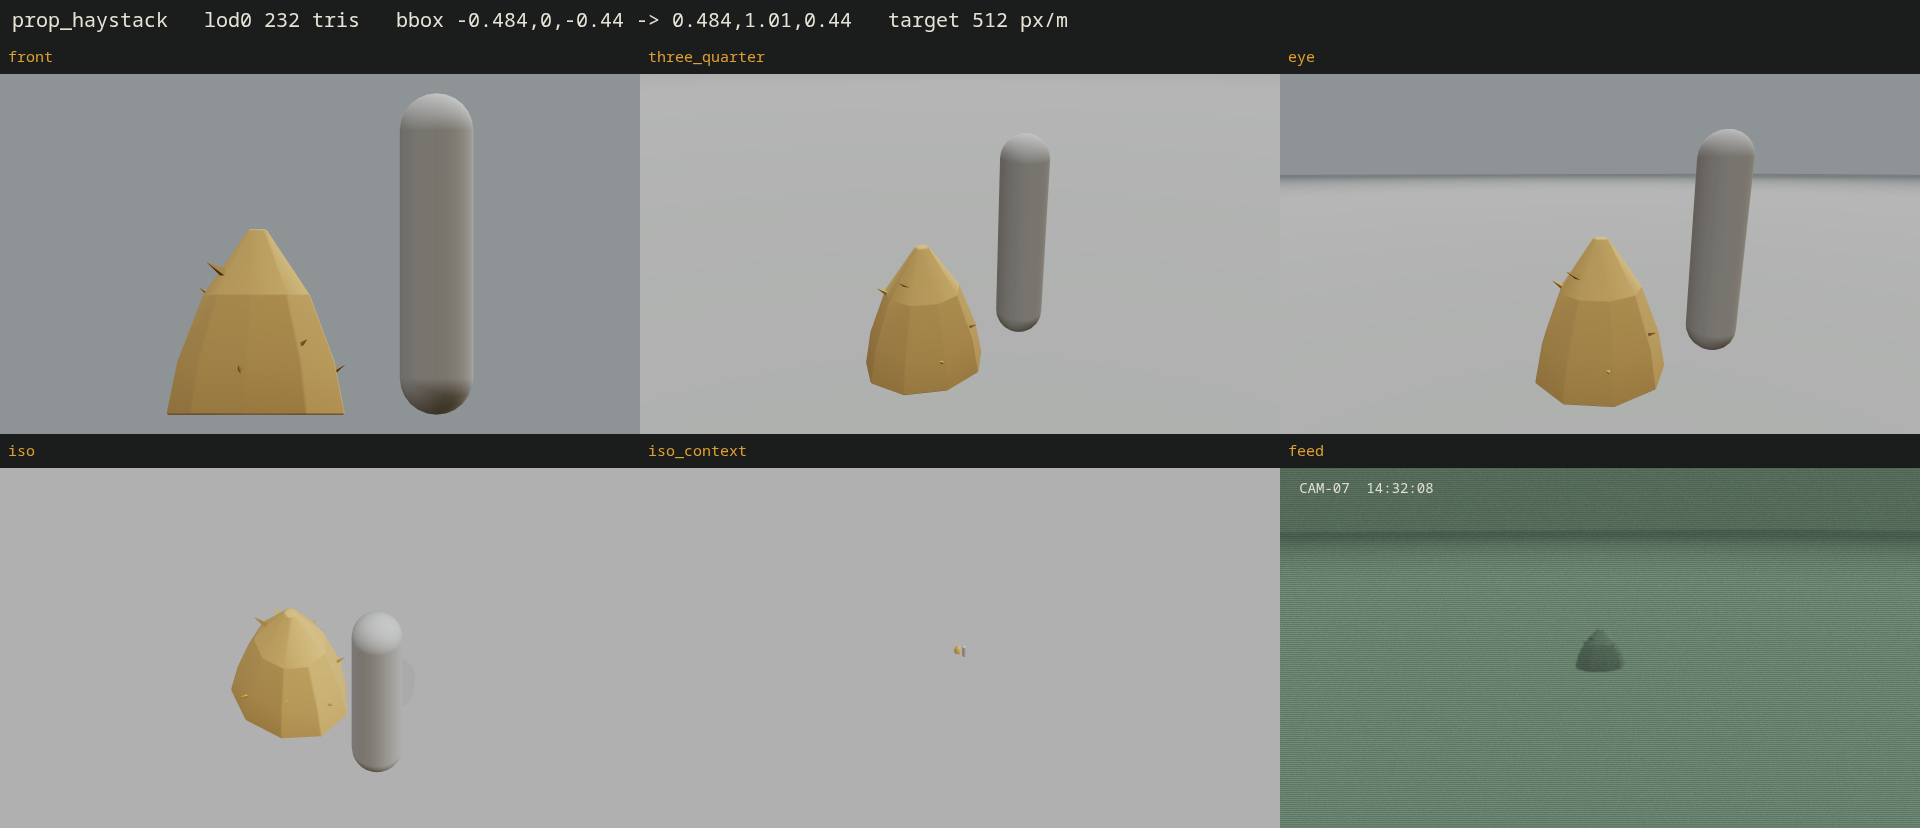 prop_haystack lod0 232 tris bbox -0.484,0,-0.44 -> 0.484,1.01,0.44 target 512 px/m
front three_quarter eye
iso iso_context feed
CAM-07 14:32:08